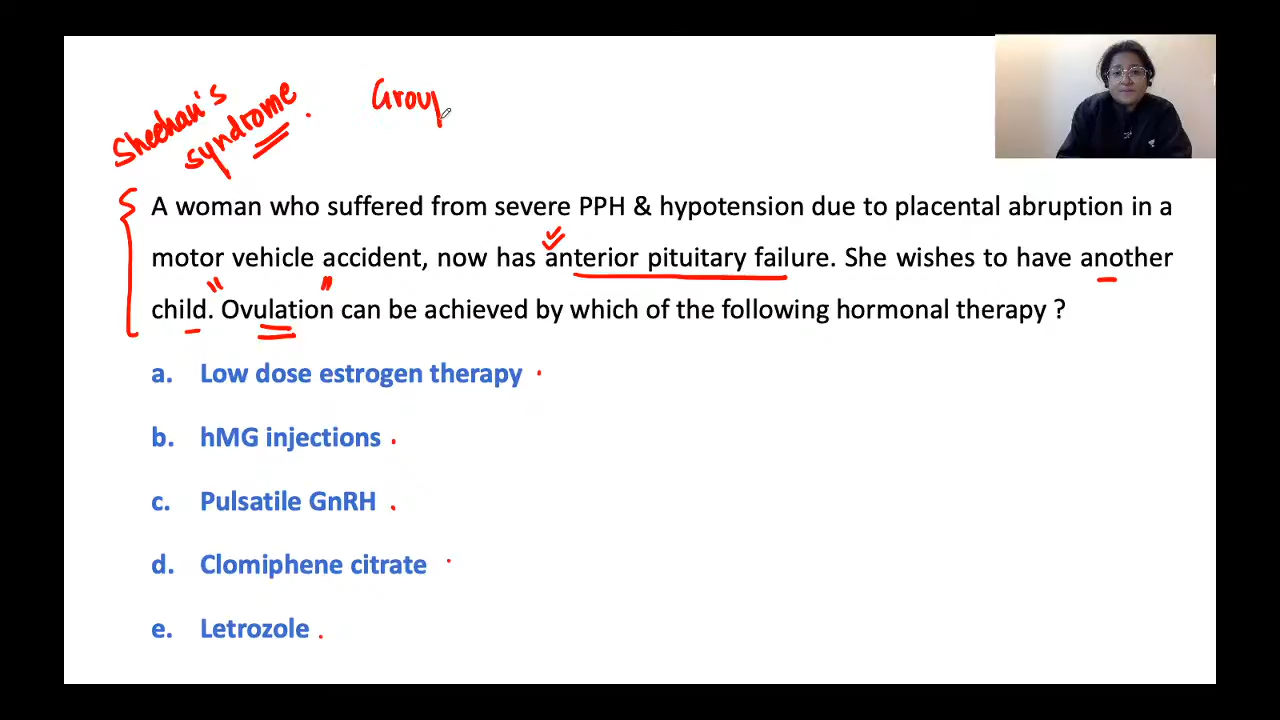 Sheehan's
syndrome.
Group
A woman who suffered from severe PPH & hypotension due to placental abruption in a
motor vehicle accident, now has anterior pituitary failure. She wishes to have another
child. Ovulation can be achieved by which of the following hormonal therapy ?
a. Low dose estrogen therapy
b. hMG injections
c. Pulsatile GnRH
d. Clomiphene citrate
e. Letrozole